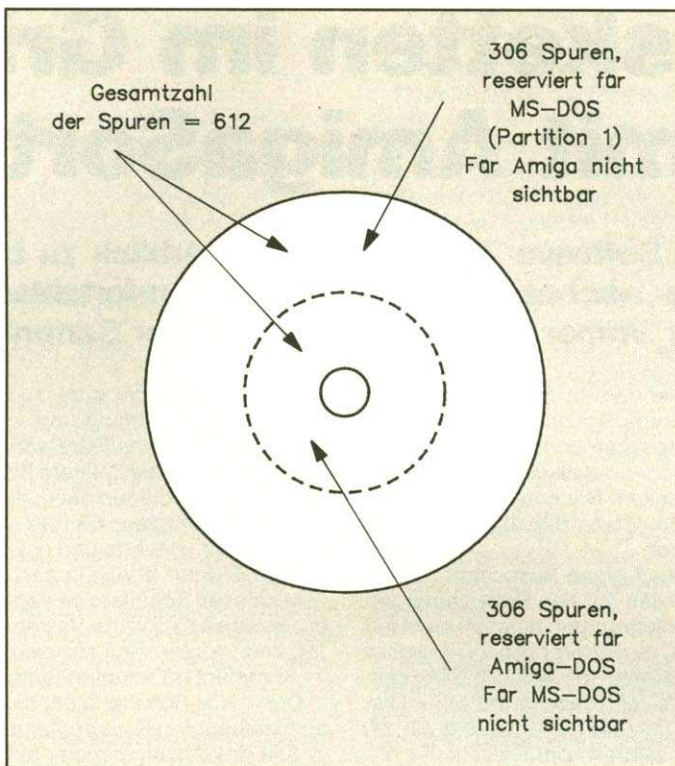 Gesamtzahl
der Spuren = 612
306 Spuren,
reserviert für
MS-DOS
(Partition 1)
Für Amiga nicht
sichtbar
306 Spuren,
reserviert für
Amiga-DOS
Für MS-DOS
nicht sichtbar